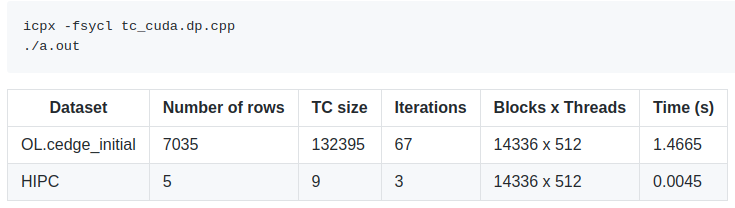 icpx -fsycl tc_cuda.dp.cpp
./a.out
Dataset Number of rows TC size Iterations Blocks x Threads Time (s)
OL.cedge_initial 7035 132395 67 14336 x 512 1.4665
HIPC 5 9 3 14336 x 512 0.0045